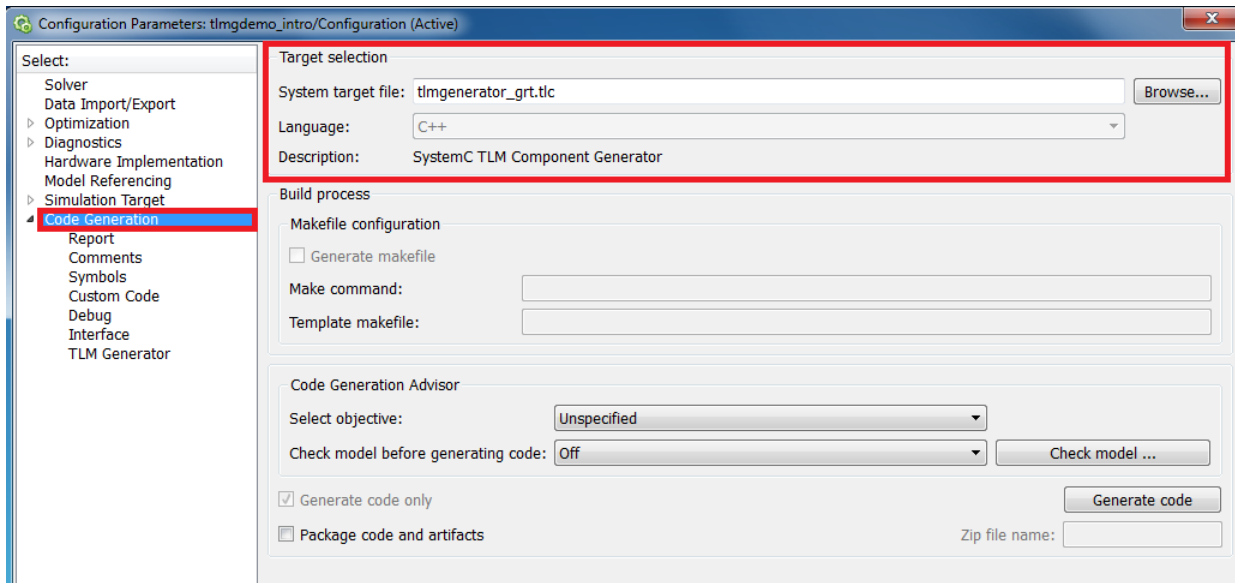 Configuration Parameters: tlmgdemo_intro/Configuration (Active)
Select:
Solver
Data Import/Export
Optimization
Diagnostics
Hardware Implementation
Model Referencing
Simulation Target
Code Generation
Report
Comments
Symbols
Custom Code
Debug
Interface
TLM Generator
Target selection
System target file: tlmgenerator_grt.tlc Browse...
Language: C++
Description: SystemC TLM Component Generator
Build process
Makefile configuration
Generate makefile
Make command:
Template makefile:
Code Generation Advisor
Select objective: Unspecified
Check model before generating code: Off Check model ...
Generate code only Generate code
Package code and artifacts Zip file name: